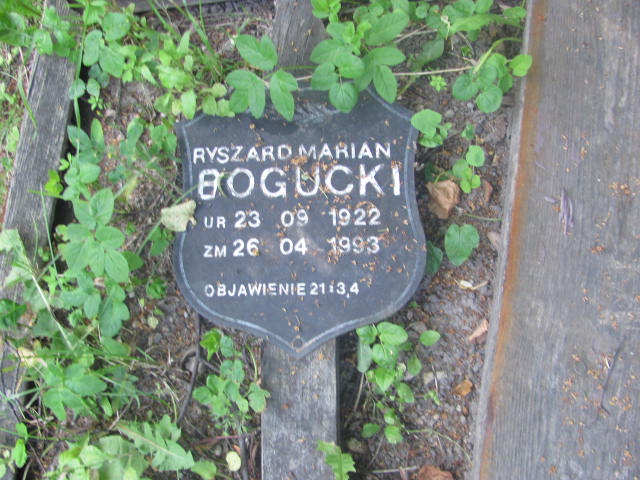 RYSZARD MARIAN
BOGUCKI
UR 23 09 1922
ZM 26 04 1993
OBJAWIENIE 21:3,4